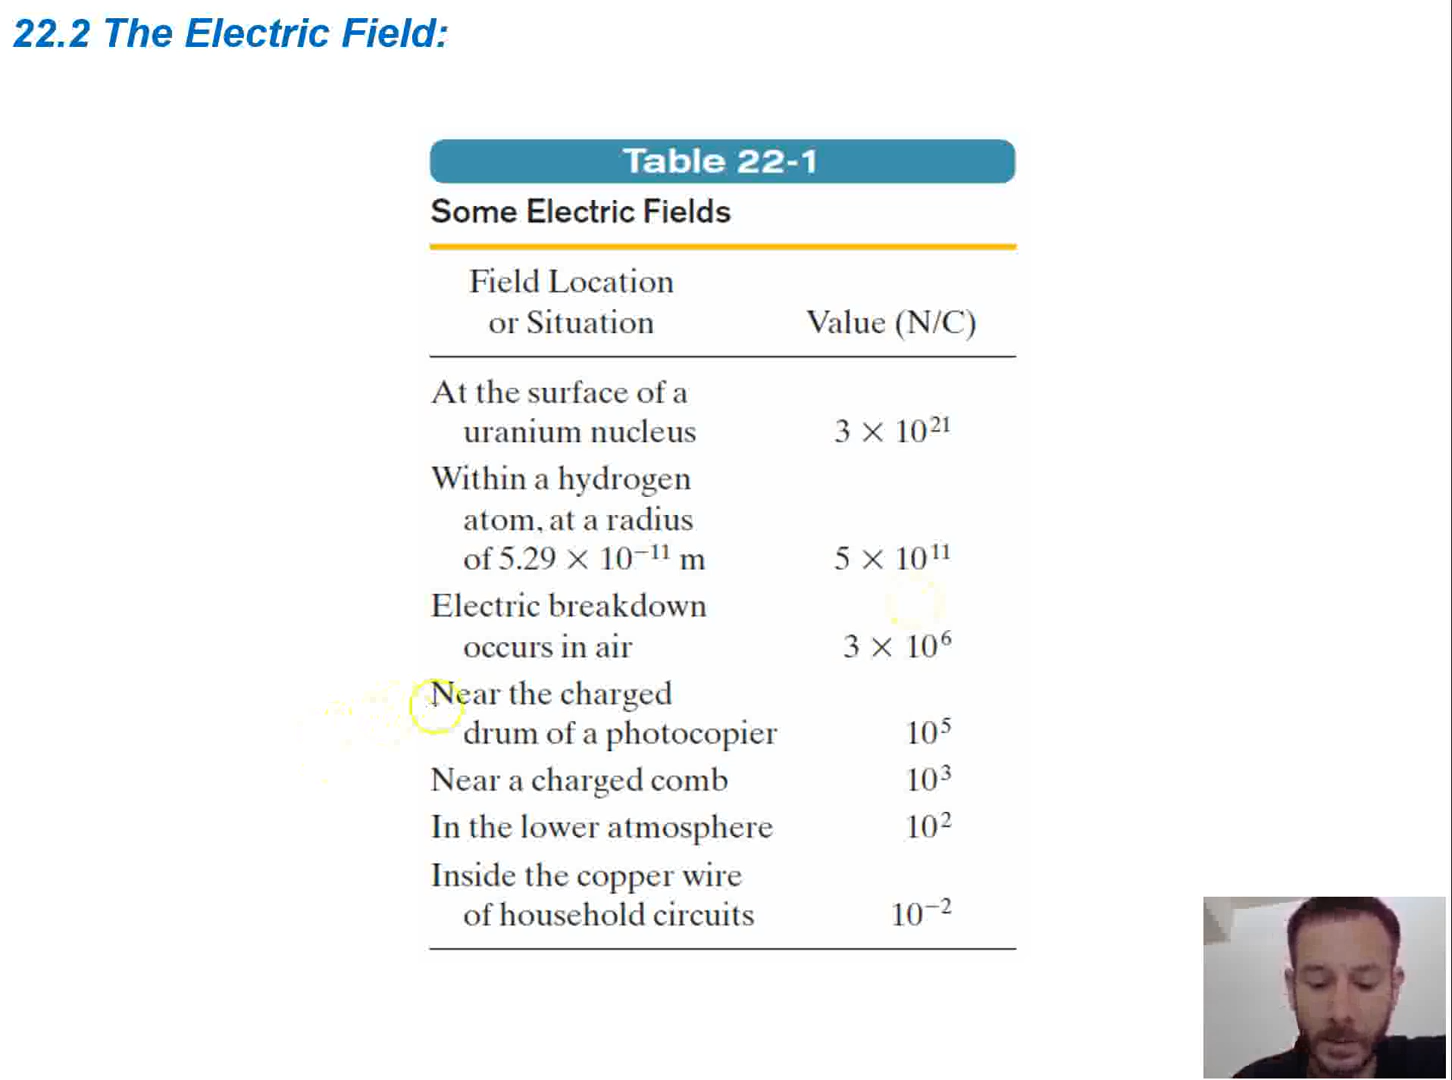 22.2 The Electric Field:
Table 22-1
Some Electric Fields
Field Location
or Situation
Value (N/C)
At the surface of a
uranium nucleus 3 × 10²¹
Within a hydrogen
atom, at a radius
of 5.29 × 10⁻¹¹ m 5 × 10¹¹
Electric breakdown
occurs in air 3 × 10⁶
Near the charged
drum of a photocopier 10⁵
Near a charged comb 10³
In the lower atmosphere 10²
Inside the copper wire
of household circuits 10⁻²